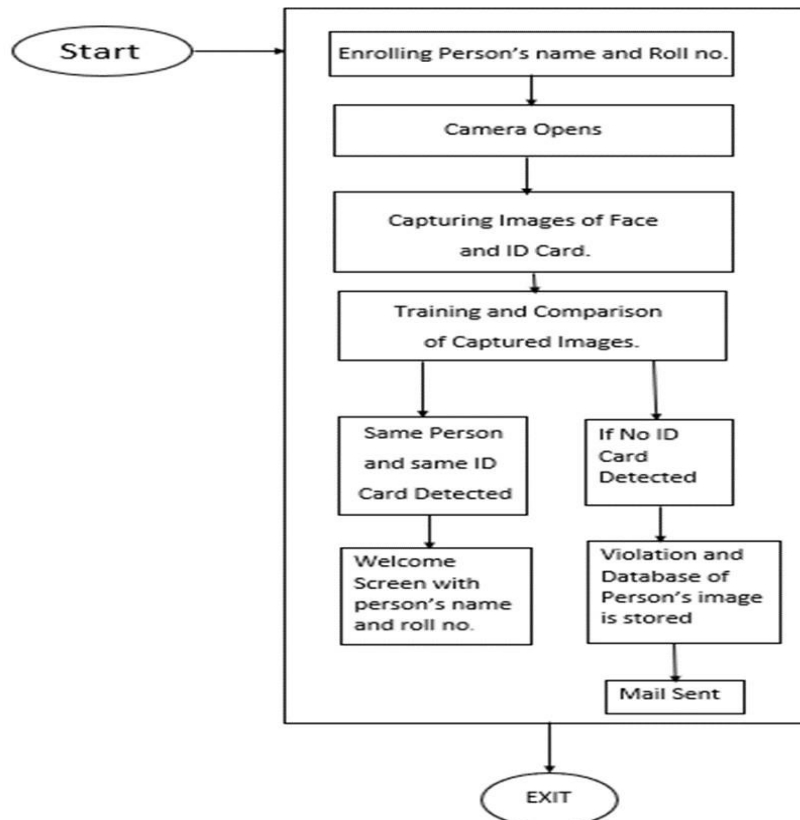 Start
Enrolling Person's name and Roll no.
Camera Opens
Capturing Images of Face
and ID Card.
Training and Comparison
of Captured Images.
Same Person
and same ID
Card Detected
If No ID
Card
Detected
Welcome
Screen with
person's name
and roll no.
Violation and
Database of
Person's image
is stored
Mail Sent
EXIT